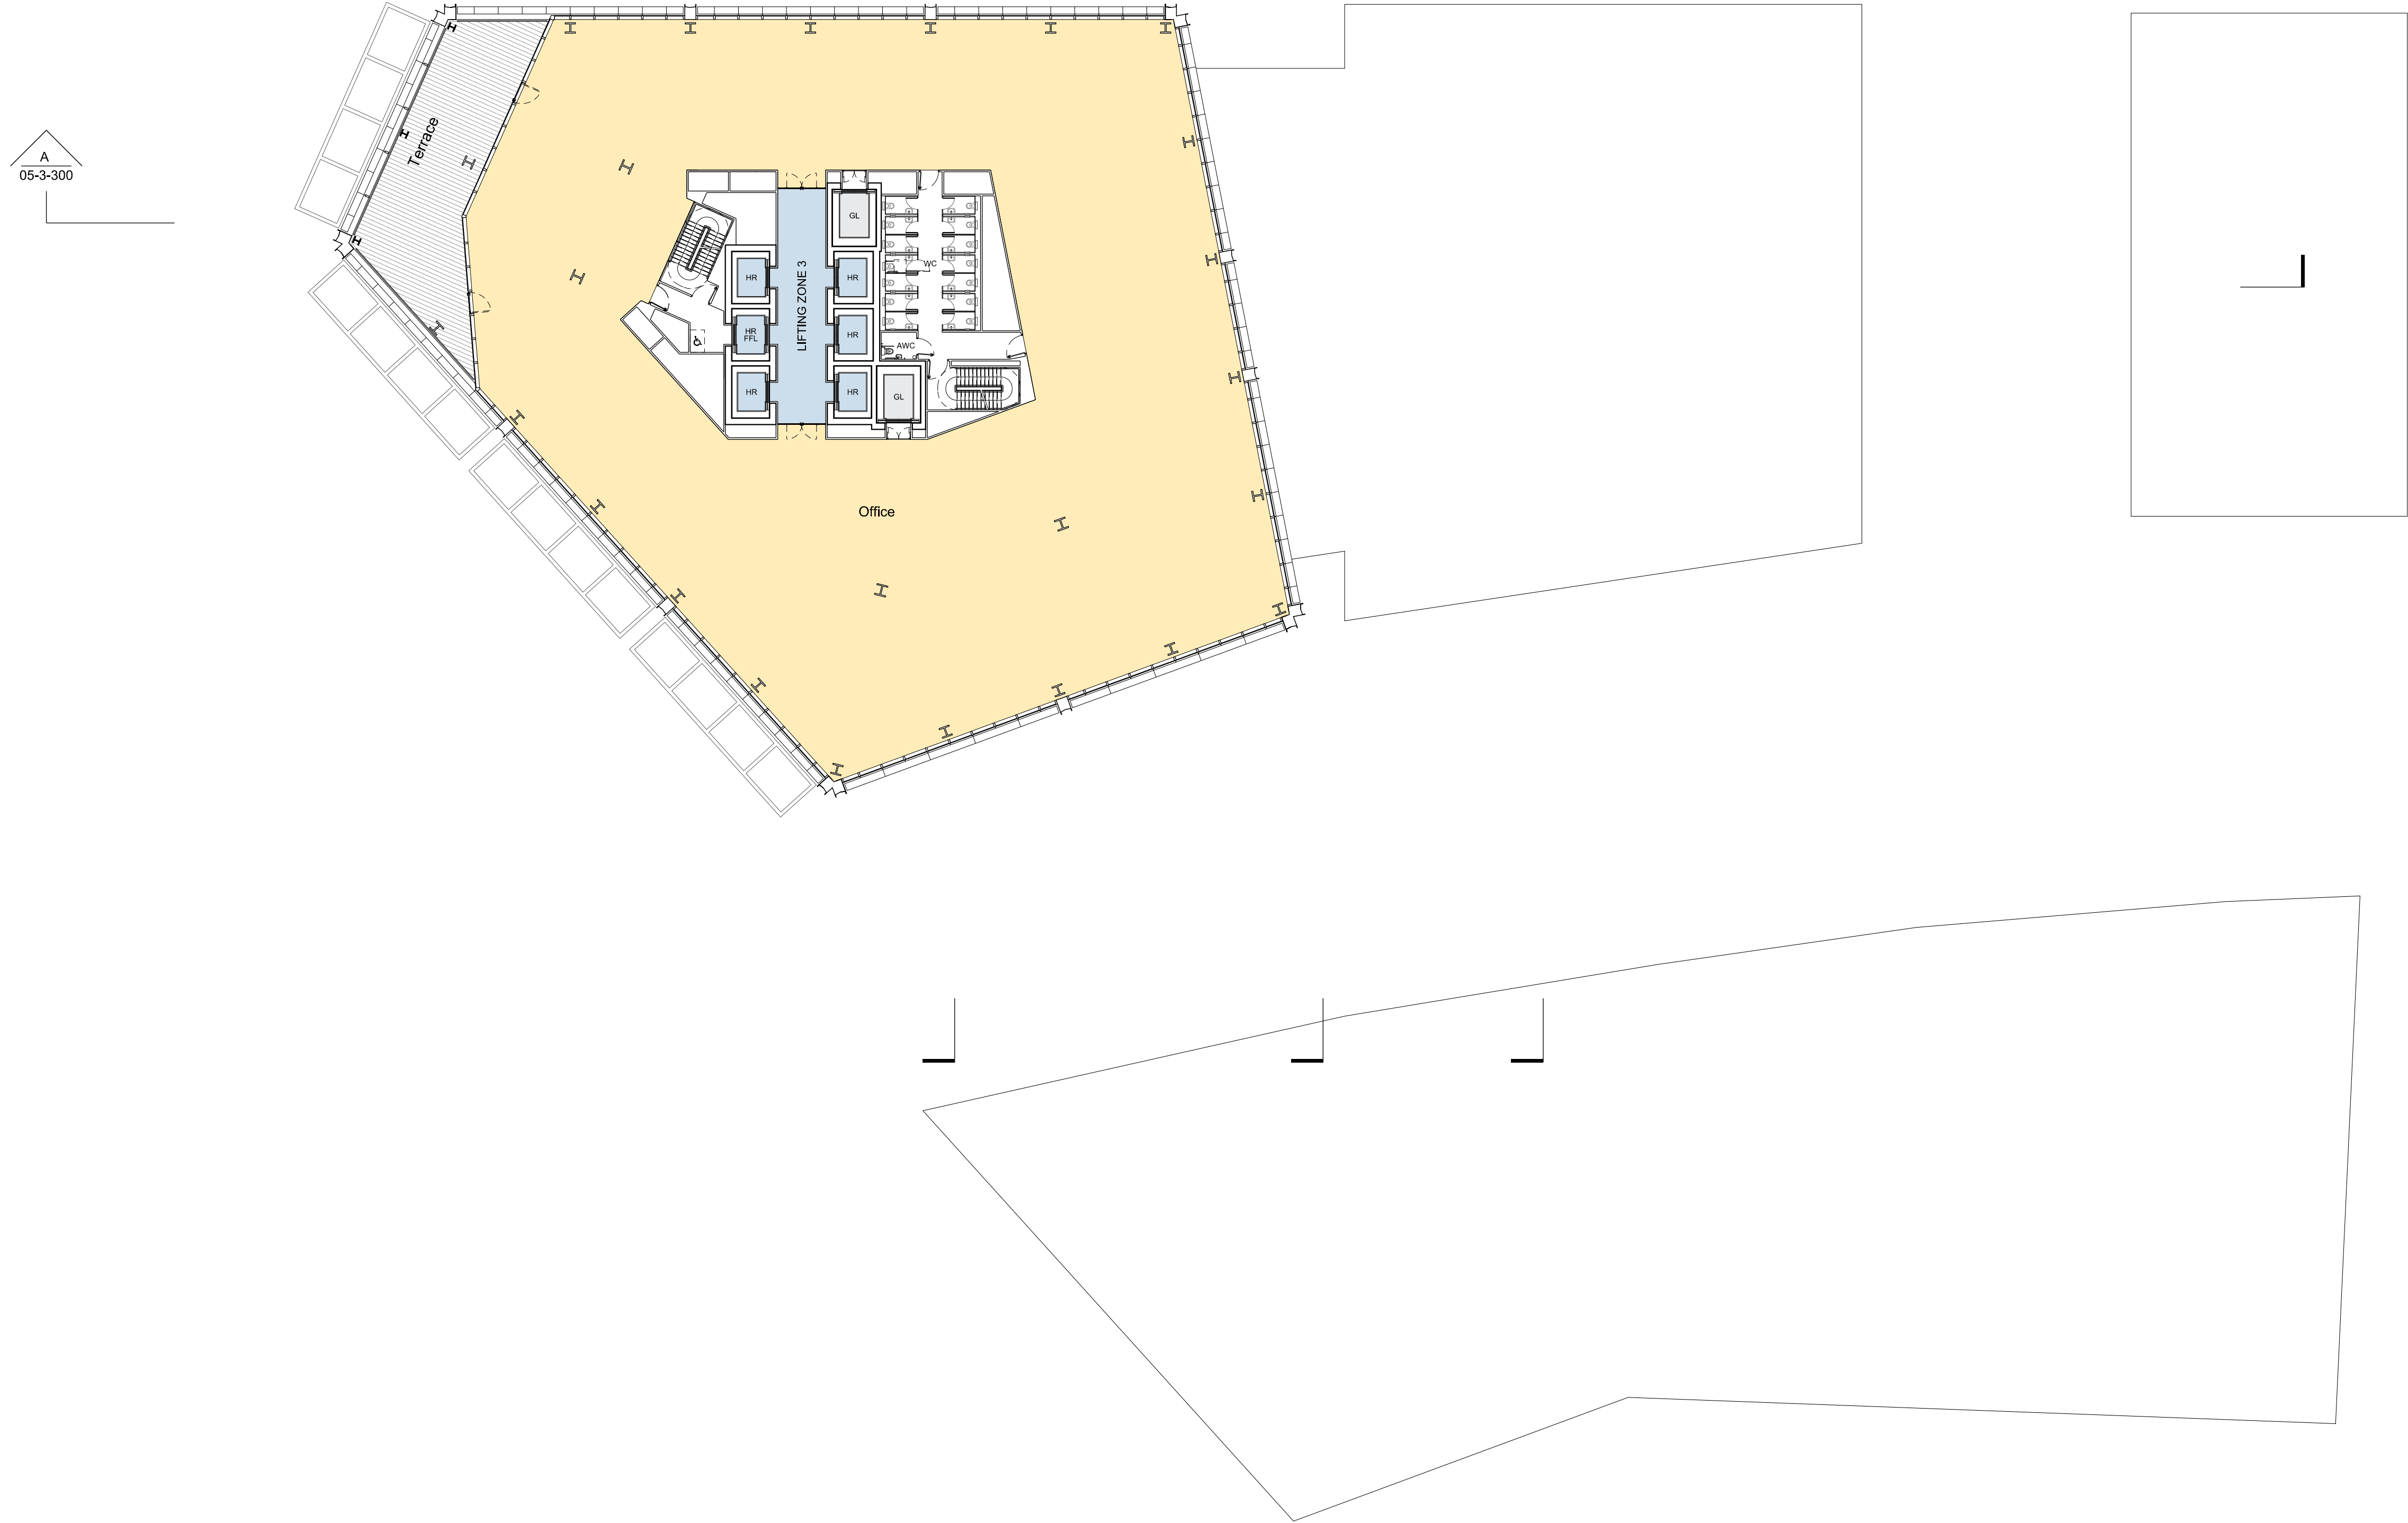 Terrace
A
05-3-300
GL
LIFTING ZONE 3
WC
HR
HR
HR
FFL
HR
AWC
HR
HR
GL
Office